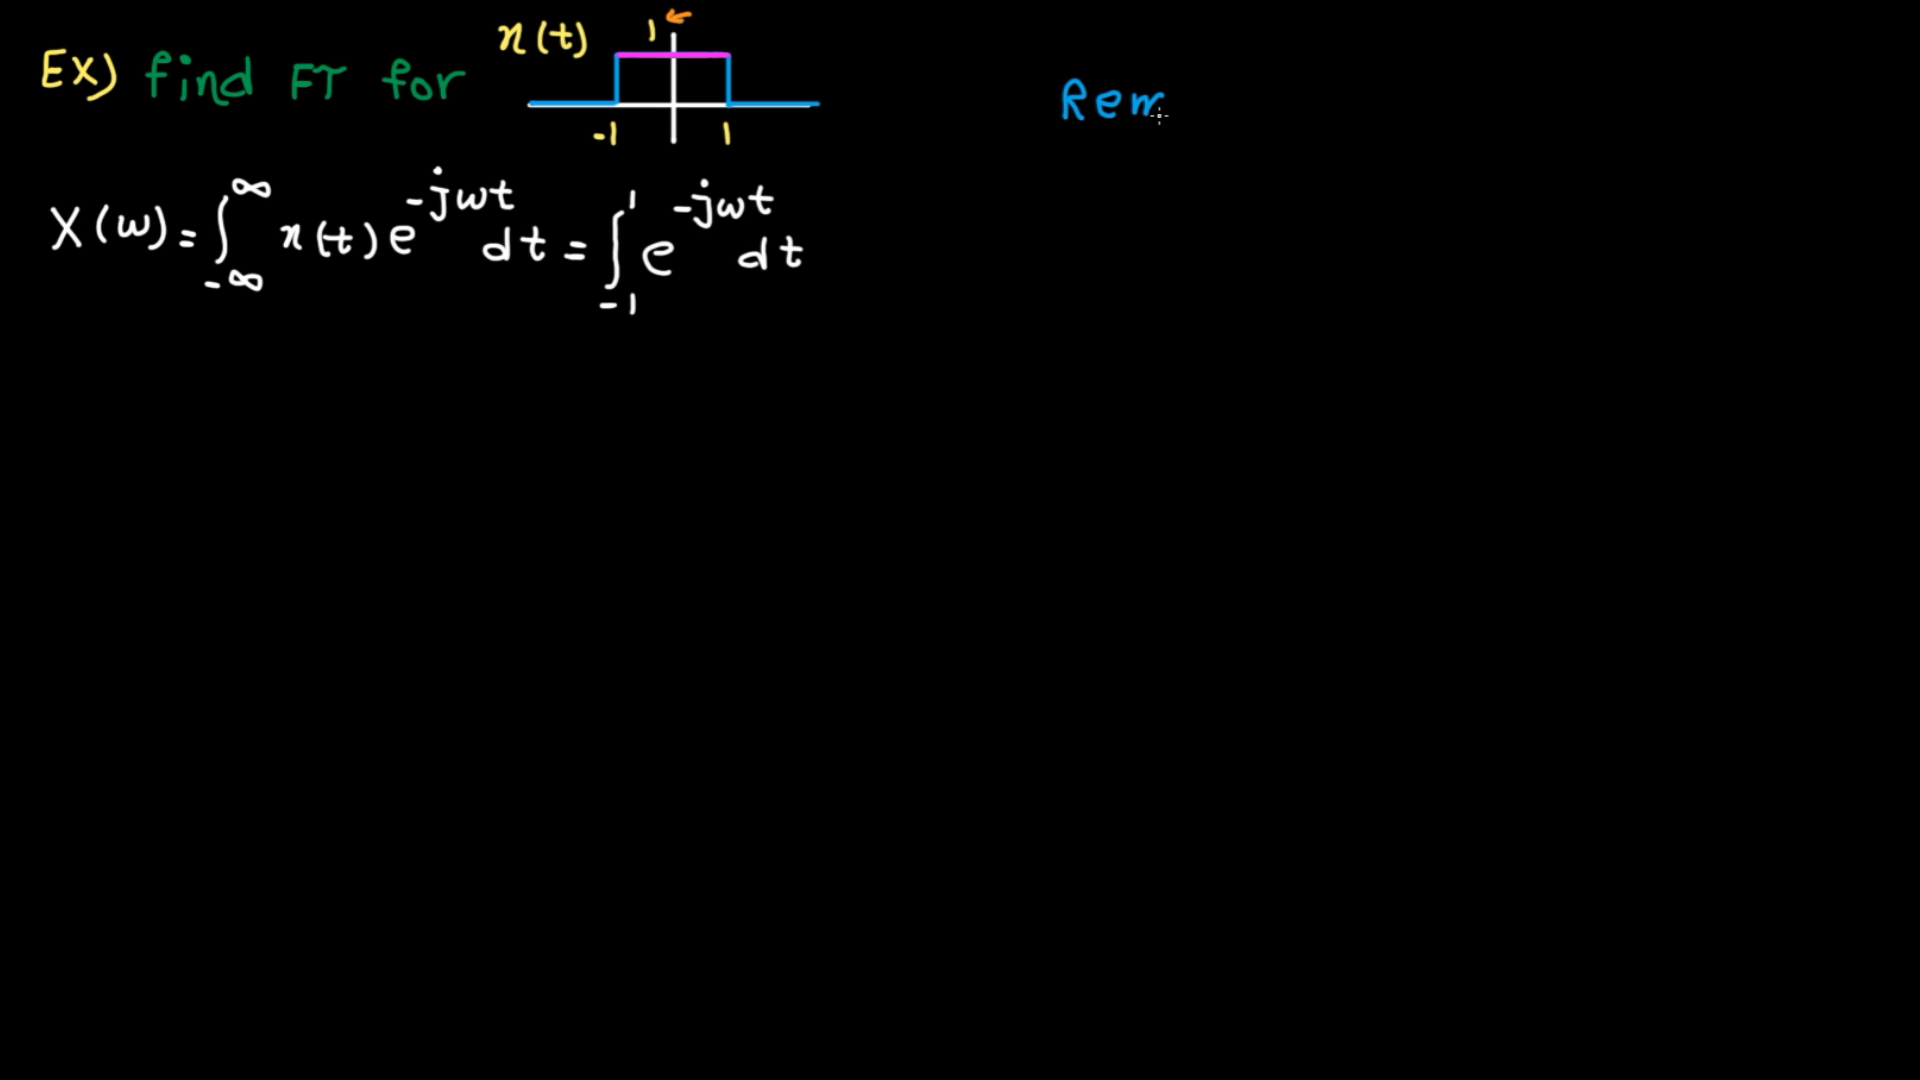 Ex) find FT for x(t) 1 -1 1
X(ω) = ∫_{-∞}^{∞} x(t) e^{-jωt} dt = ∫_{-1}^{1} e^{-jωt} dt
Rem